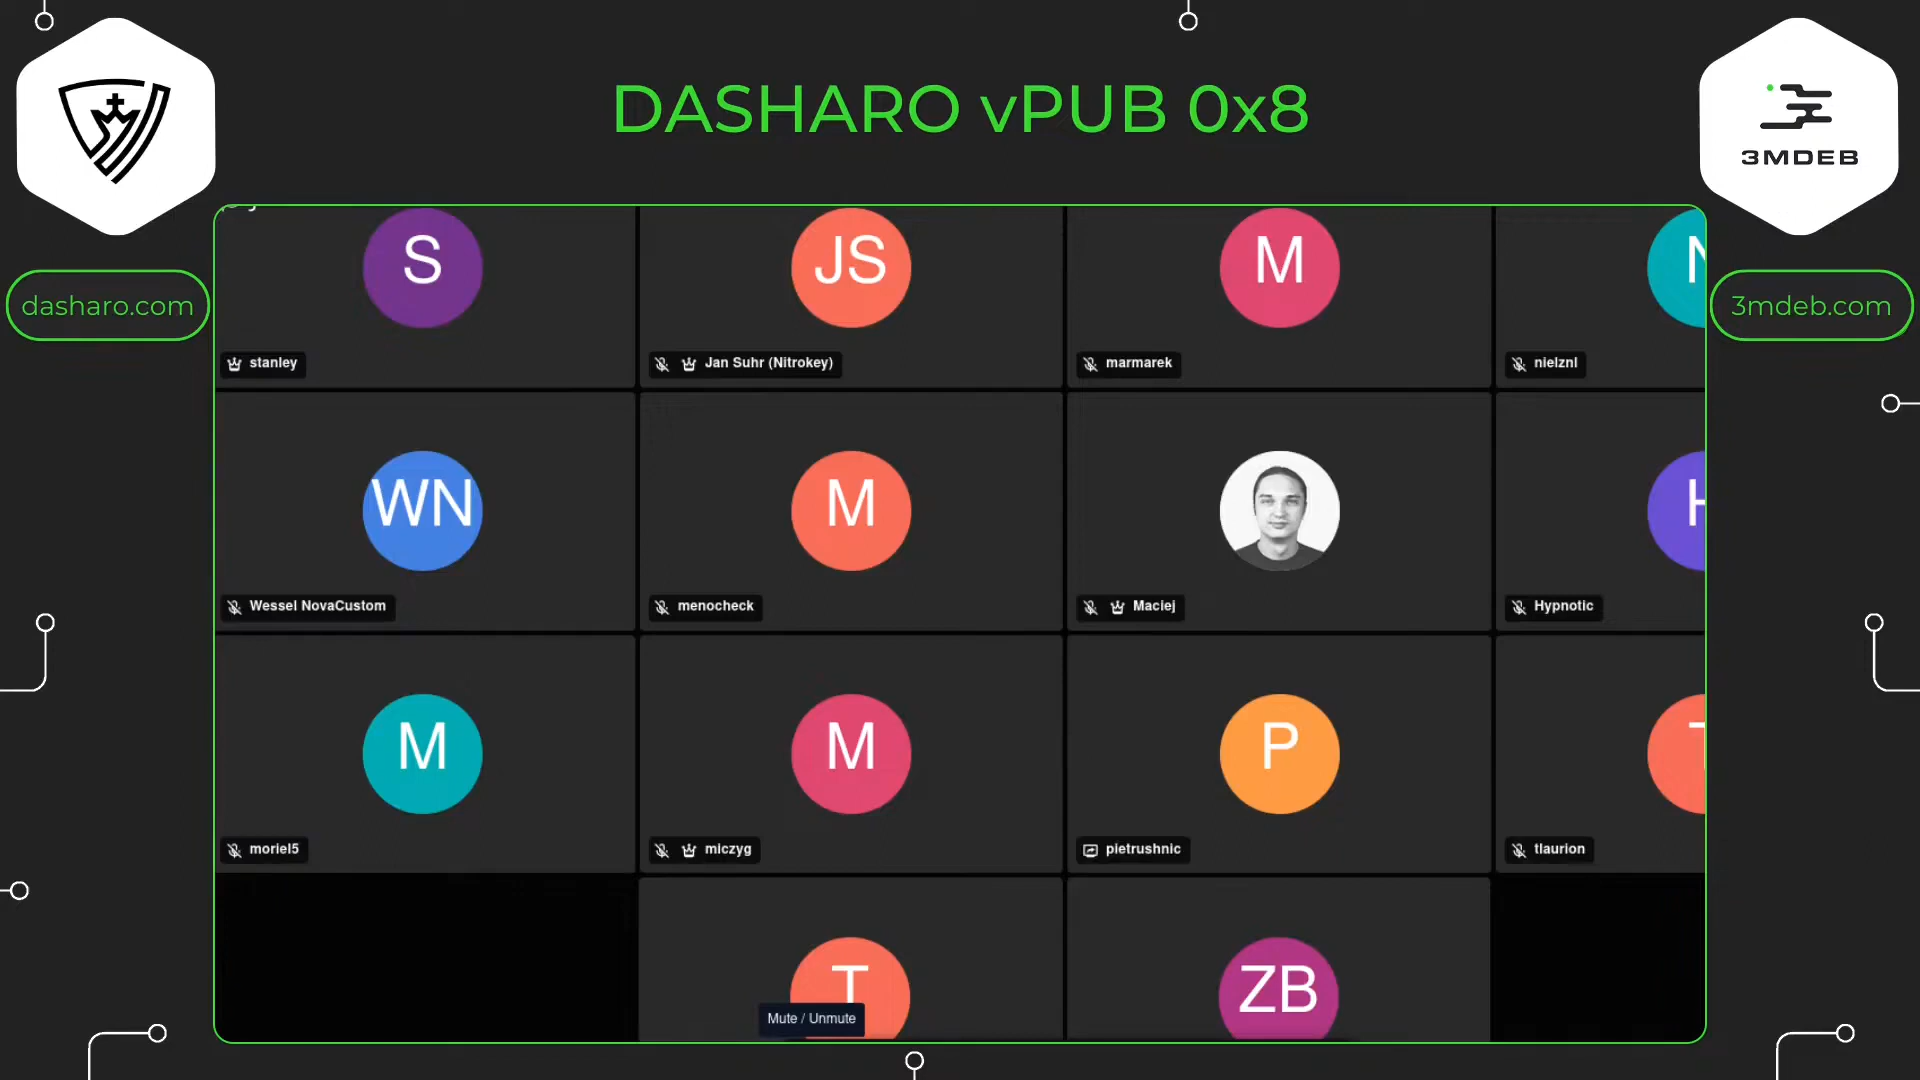 DASHARO vPUB 0x8
3MDEB
dasharo.com
3mdeb.com
S
JS
M
stanley
Jan Suhr (Nitrokey)
marmarek
nielznl
WN
M
H
Wessel NovaCustom
menocheck
Maciej
Hypnotic
M
M
P
moriel5
miczyg
pietrushnic
tlaurion
T
ZB
Mute / Unmute